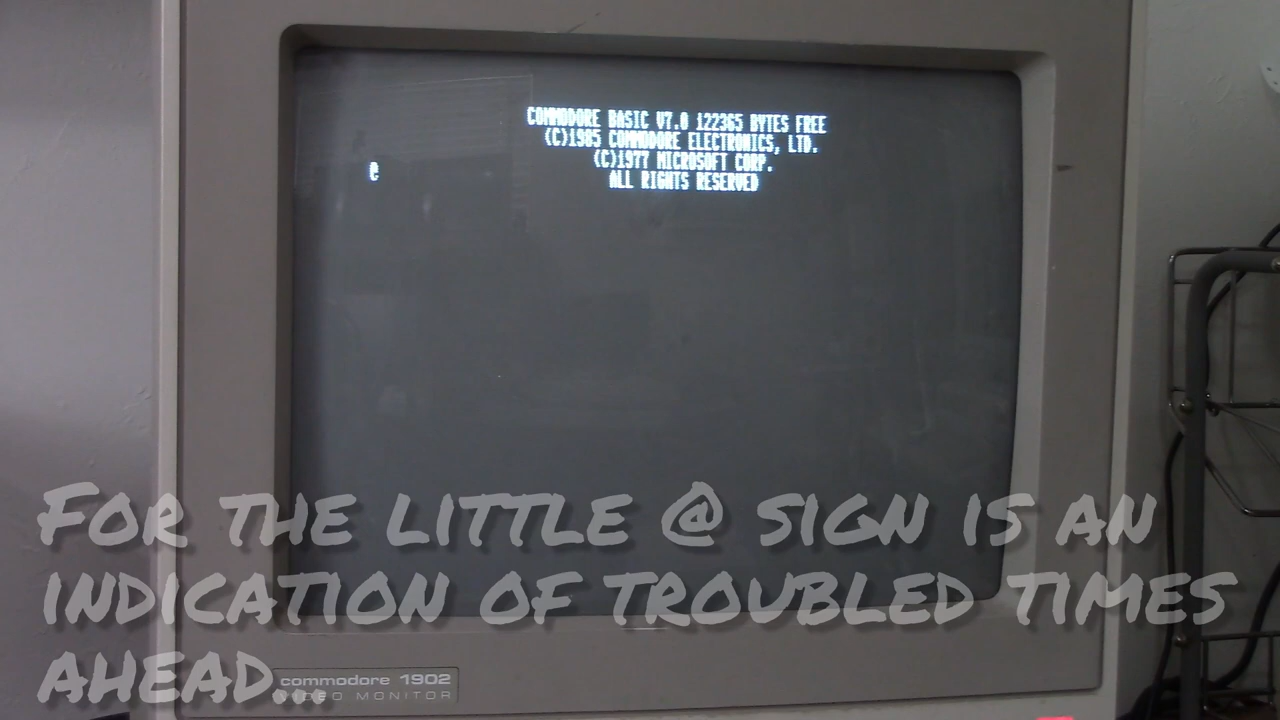 COMMODORE BASIC V7.0 122365 BYTES FREE
(C)1985 COMMODORE ELECTRONICS, LTD.
(C)1977 MICROSOFT CORP.
ALL RIGHTS RESERVED
@
FOR THE LITTLE @ SIGN IS AN
INDICATION OF TROUBLED TIMES
AHEAD...
commodore 1902
VIDEO MONITOR